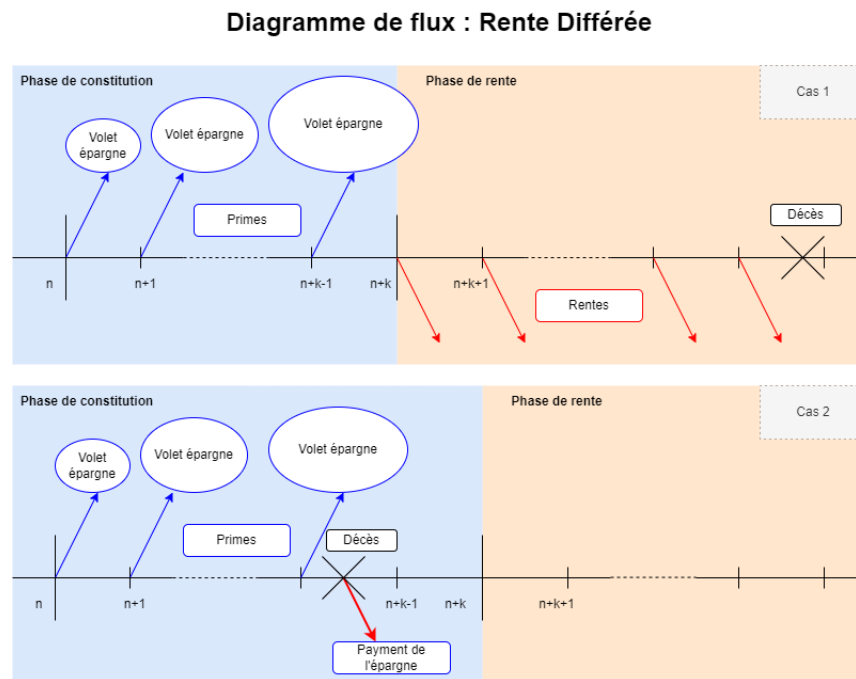 Diagramme de flux : Rente Différée
Phase de constitution
Phase de rente
Cas 1
Volet
épargne
Volet épargne
Volet épargne
Primes
Décès
n
n+1
n+k-1
n+k
n+k+1
Rentes
Phase de constitution
Phase de rente
Cas 2
Volet
épargne
Volet épargne
Volet épargne
Primes
Décès
n
n+1
n+k-1
n+k
n+k+1
Payment de
l'épargne